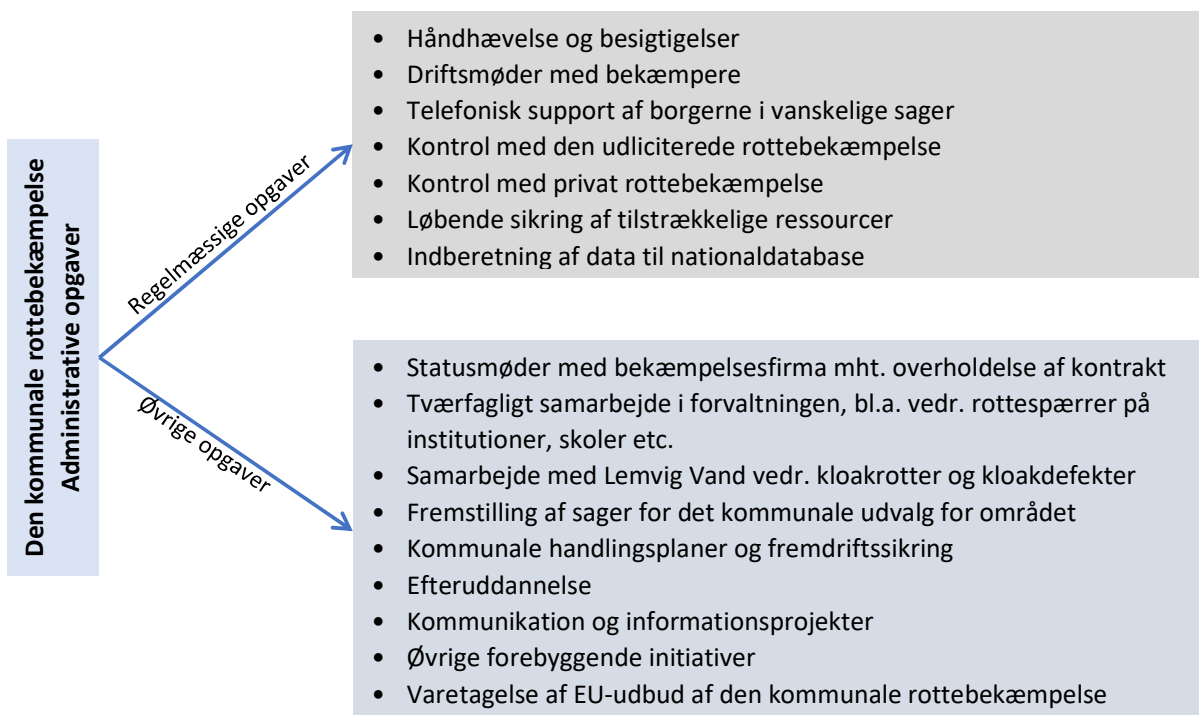 Den kommunale rottebekæmpelse
Administrative opgaver
Regelmæssige opgaver
• Håndhævelse og besigtigelser
• Driftsmøder med bekæmpere
• Telefonisk support af borgerne i vanskelige sager
• Kontrol med den udliciterede rottebekæmpelse
• Kontrol med privat rottebekæmpelse
• Løbende sikring af tilstrækkelige ressourcer
• Indberetning af data til nationaldatabase
Øvrige opgaver
• Statusmøder med bekæmpelsesfirma mht. overholdelse af kontrakt
• Tværfagligt samarbejde i forvaltningen, bl.a. vedr. rottespærrer på
institutioner, skoler etc.
• Samarbejde med Lemvig Vand vedr. kloakrotter og kloakdefekter
• Fremstilling af sager for det kommunale udvalg for området
• Kommunale handlingsplaner og fremdriftssikring
• Efteruddannelse
• Kommunikation og informationsprojekter
• Øvrige forebyggende initiativer
• Varetagelse af EU-udbud af den kommunale rottebekæmpelse